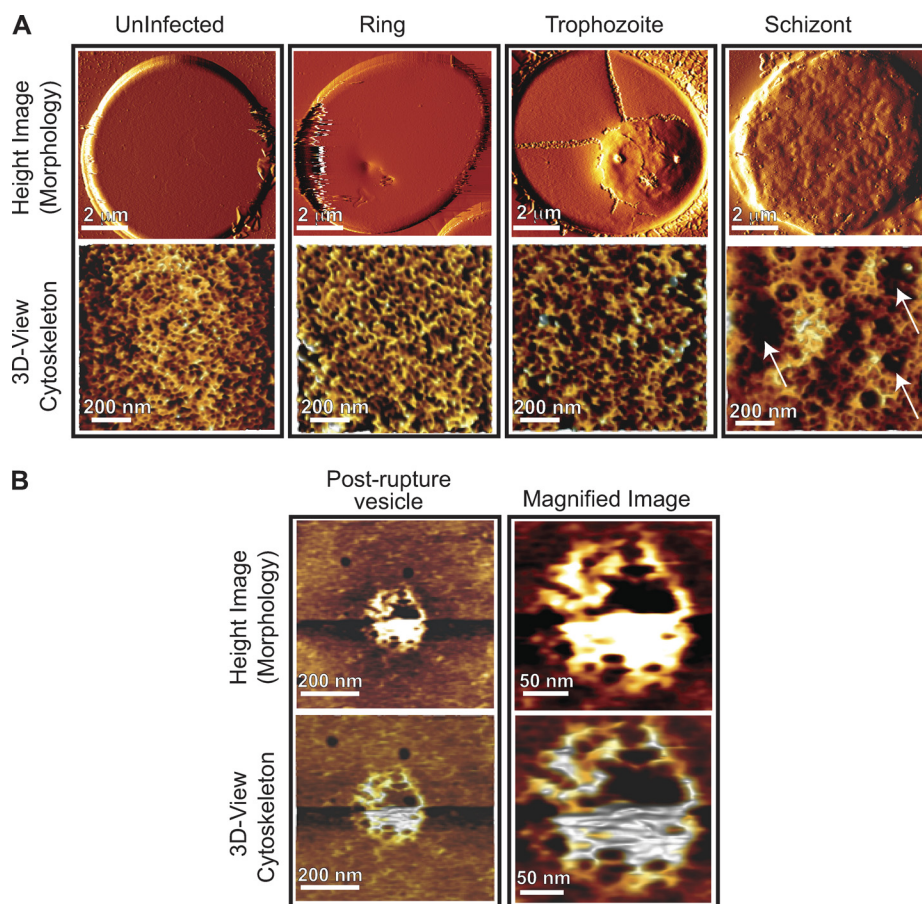 A
UnInfected
Ring
Trophozoite
Schizont
Height Image
(Morphology)
2 μm
2 μm
2 μm
2 μm
3D-View
Cytoskeleton
200 nm
200 nm
200 nm
200 nm
B
Post-rupture
vesicle
Magnified Image
Height Image
(Morphology)
200 nm
50 nm
3D-View
Cytoskeleton
200 nm
50 nm